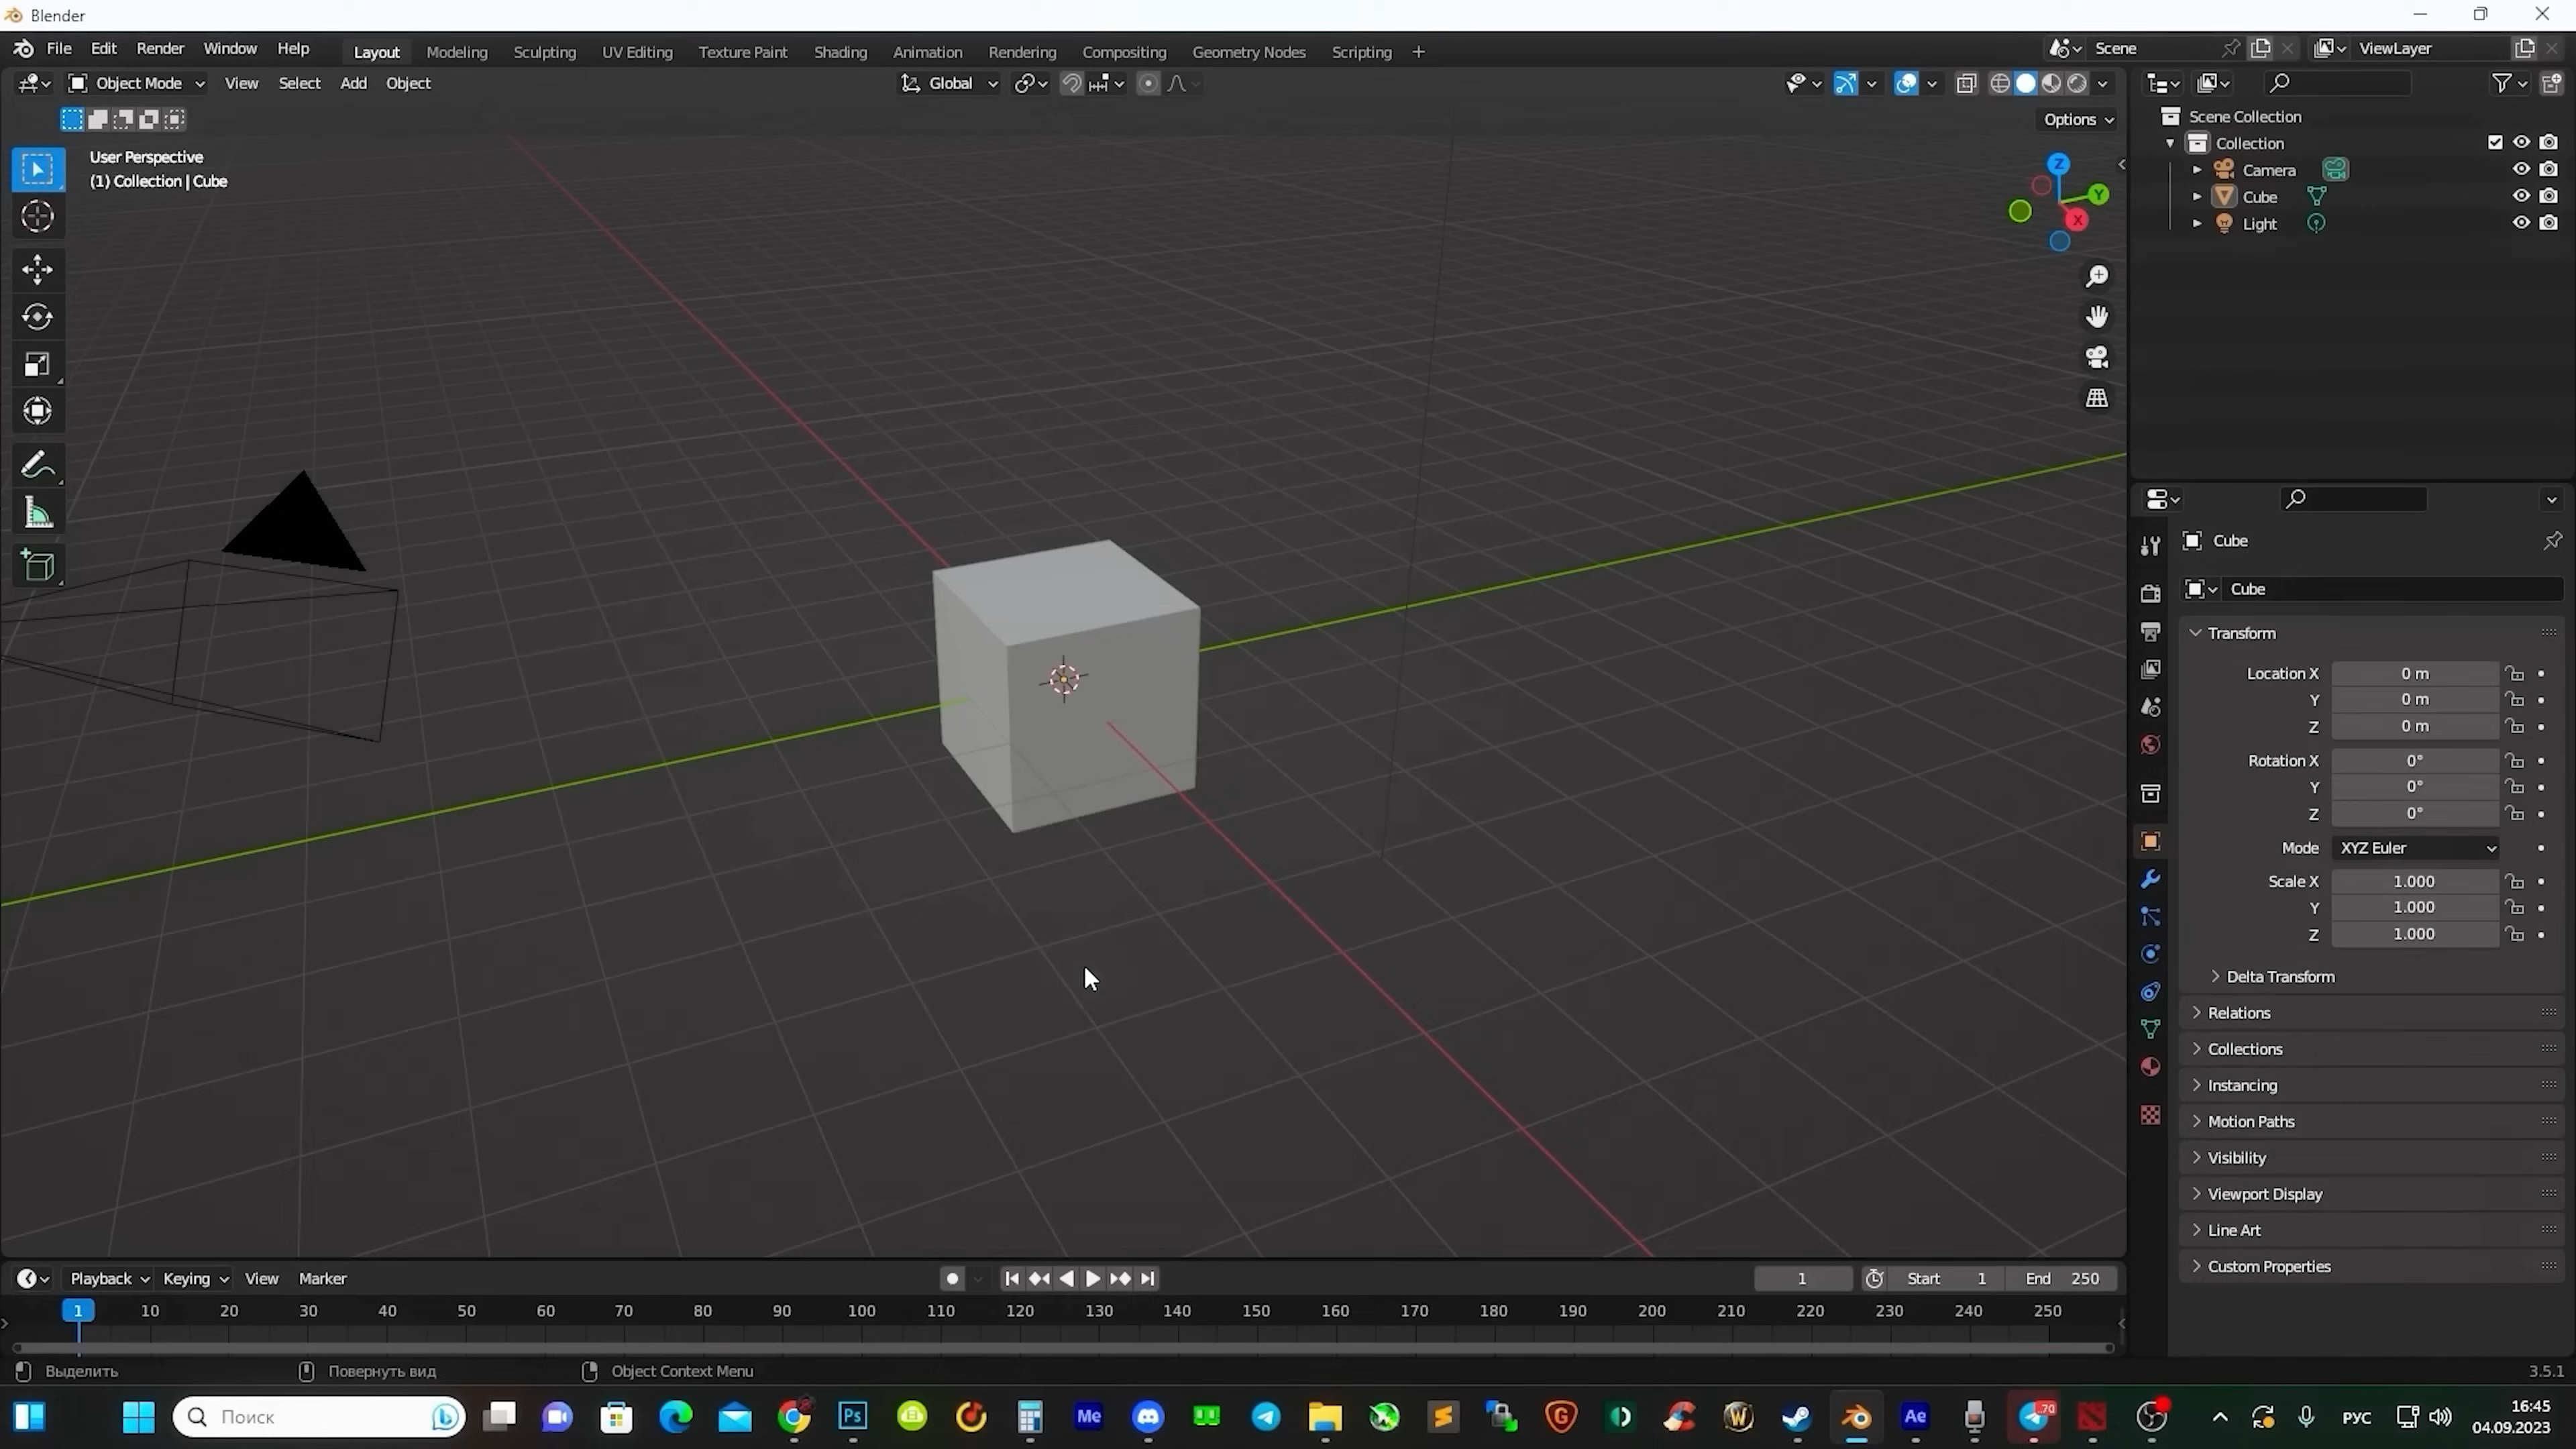 Blender
File Edit Render Window Help Layout Modeling Sculpting UV Editing Texture Paint Shading Animation Rendering Compositing Geometry Nodes Scripting + Scene ViewLayer
Object Mode View Select Add Object Global
Options
User Perspective
(1) Collection | Cube
Z
Y
X
Scene Collection
Collection
Camera
Cube
Light
Cube
Cube
Transform
Location X 0 m
Y 0 m
Z 0 m
Rotation X 0°
Y 0°
Z 0°
Mode XYZ Euler
Scale X 1.000
Y 1.000
Z 1.000
Delta Transform
Relations
Collections
Instancing
Motion Paths
Visibility
Viewport Display
Line Art
Custom Properties
Playback Keying View Marker 1 Start 1 End 250
1 10 20 30 40 50 60 70 80 90 100 110 120 130 140 150 160 170 180 190 200 210 220 230 240 250
Выделить Повернуть вид Object Context Menu 3.5.1
Поиск Ps Me Ae 70 РУС 16:45
04.09.2023